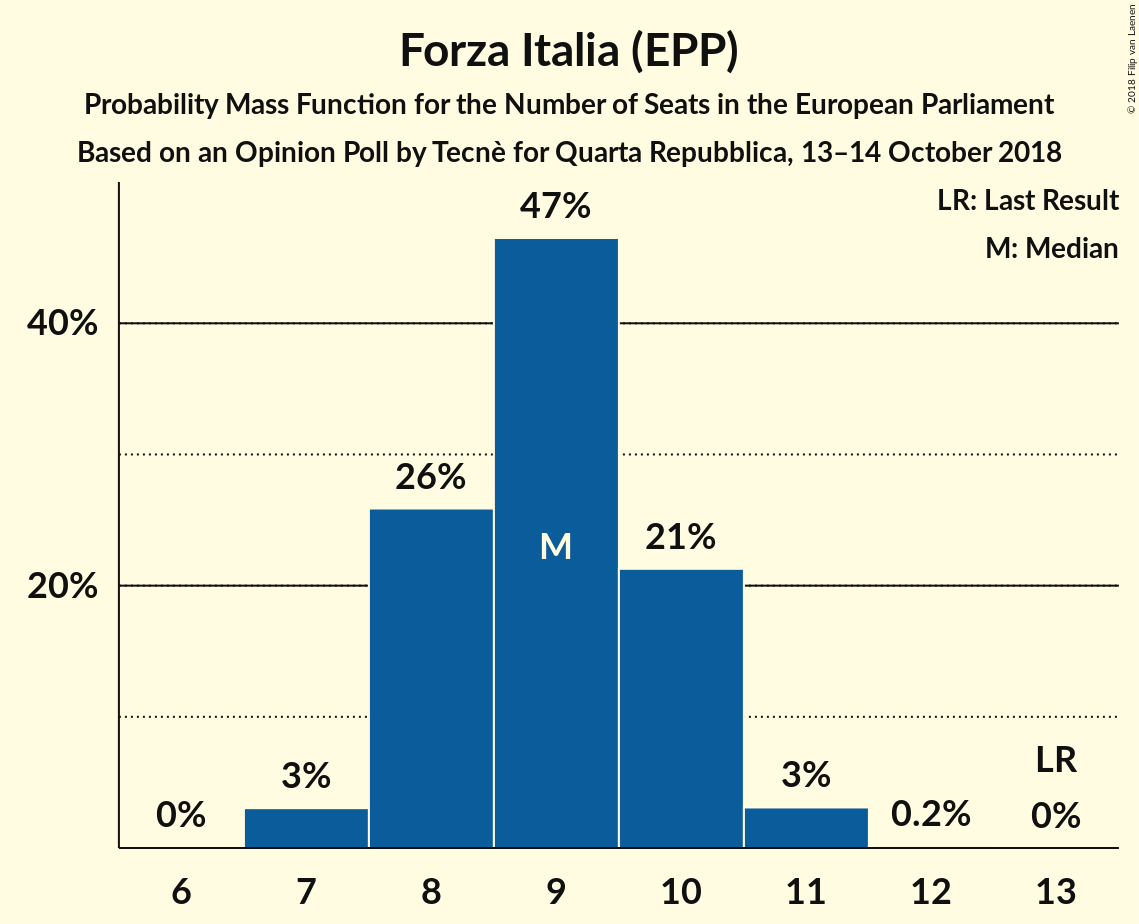 Forza Italia (EPP)
Probability Mass Function for the Number of Seats in the European Parliament
Based on an Opinion Poll by Tecnè for Quarta Repubblica, 13–14 October 2018
© 2018 Filip van Laenen
LR: Last Result
M: Median
47%
40%
26%
M
21%
20%
LR
3%
3%
0%
0.2%
0%
6 7 8 9 10 11 12 13